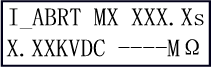 I_ABRT MX XXX.Xs
X.XXKVDC ----MΩ